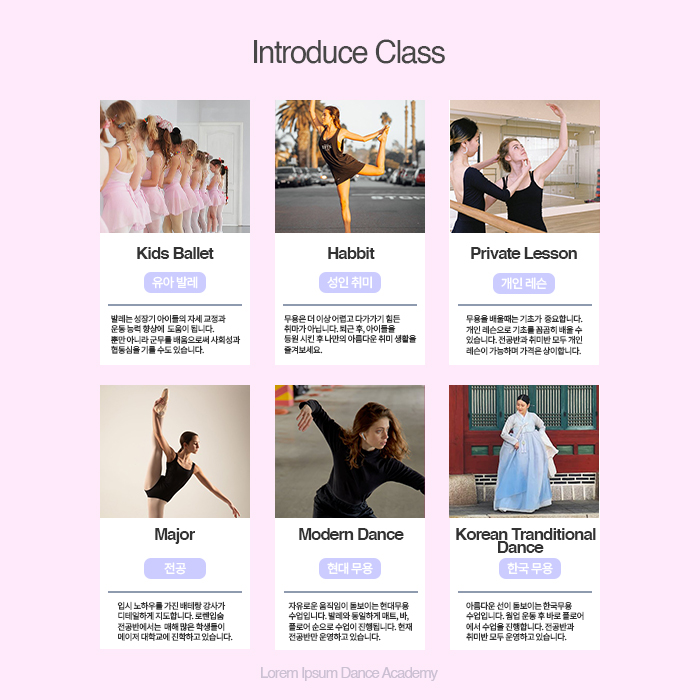 Introduce Class
Kids Ballet
유아 발레
발레는 성장기 아이들의 자세 교정과
운동 능력 향상에 도움이 됩니다.
뿐만 아니라 군무를 배움으로써 사회성과
협동심을 기를 수도 있습니다.
Habbit
성인 취미
무용은 더 이상 어렵고 다가가기 힘든
취마가 아닙니다. 퇴근 후, 아이들을
등원 시킨 후 나만의 아름다운 취미 생활을
즐겨보세요.
Private Lesson
개인 레슨
무용을 배울때는 기초가 중요합니다.
개인 레슨으로 기초를 꼼꼼히 배울 수
있습니다. 전공반과 취미반 모두 개인
레슨이 가능하며 가격은 상이합니다.
Major
전공
입시 노하우를 가진 배테랑 강사가
디테일하게 지도합니다. 로렌입숨
전공반에서는 매해 많은 학생들이
메이저 대학교에 진학하고 있습니다.
Modern Dance
현대 무용
자유로운 움직임이 돋보이는 현대무용
수업입니다. 발레와 동일하게 매트, 바,
플로어 순으로 수업이 진행됩니다. 현재
전공반만 운영하고 있습니다.
Korean Tranditional
Dance
한국 무용
아름다운 선이 돋보이는 한국무용
수업입니다. 웜업 운동 후 바로 플로어
에서 수업을 진행합니다. 전공반과
취미반 모두 운영하고 있습니다.
Lorem Ipsum Dance Academy